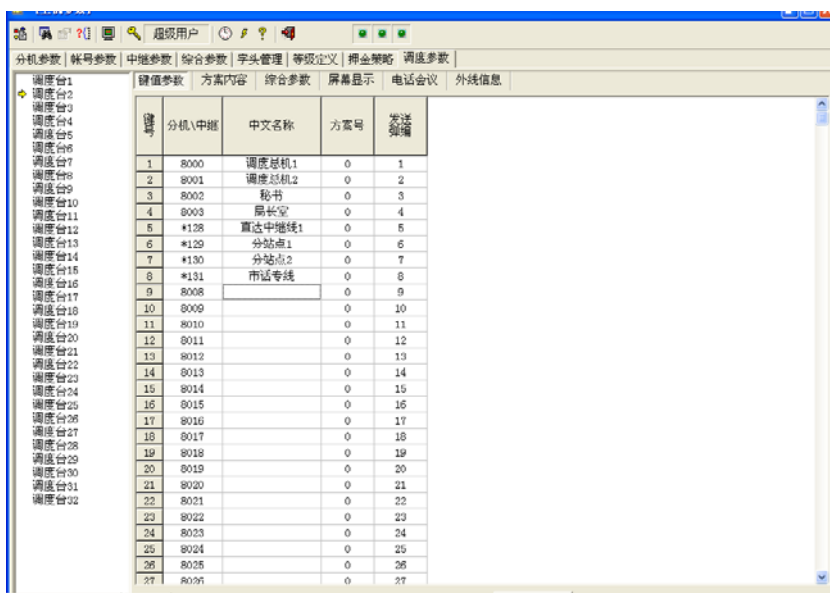 超级用户
分机参数 帐号参数 中继参数 综合参数 字头管理 等级定义 押金策略 调度参数
键值参数 方案内容 综合参数 屏幕显示 电话会议 外线信息
调度台1
调度台2
调度台3
调度台4
调度台5
调度台6
调度台7
调度台8
调度台9
调度台10
调度台11
调度台12
调度台13
调度台14
调度台15
调度台16
调度台17
调度台18
调度台19
调度台20
调度台21
调度台22
调度台23
调度台24
调度台25
调度台26
调度台27
调度台28
调度台29
调度台30
调度台31
调度台32
键号 分机\中继 中文名称 方案号 发送弹编
1 8000 调度总机1 0 1
2 8001 调度总机2 0 2
3 8002 秘书 0 3
4 8003 局长室 0 4
5 *128 直达中继线1 0 5
6 *129 分站点1 0 6
7 *130 分站点2 0 7
8 *131 市话专线 0 8
9 8008 0 9
10 8009 0 10
11 8010 0 11
12 8011 0 12
13 8012 0 13
14 8013 0 14
15 8014 0 15
16 8015 0 16
17 8016 0 17
18 8017 0 18
19 8018 0 19
20 8019 0 20
21 8020 0 21
22 8021 0 22
23 8022 0 23
24 8023 0 24
25 8024 0 25
26 8025 0 26
27 8026 0 27